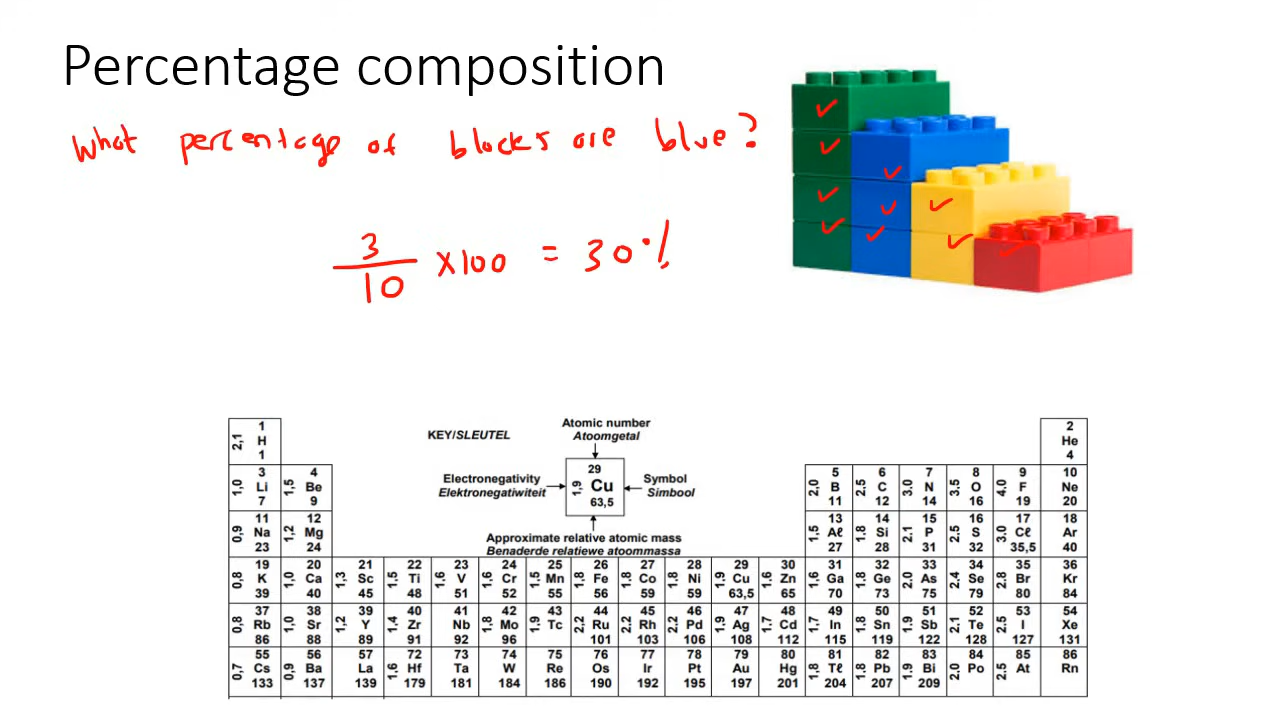 Percentage composition
What percentage of blocks are blue?
3
10
×100 = 30%
KEY/SLEUTEL
Atomic number
Atoomgetal
Electronegativity
Elektronegatiwiteit
29
1,9 Cu
63,5
Symbol
Simbool
Approximate relative atomic mass
Benaderde relatiewe atoommassa
1 2
2,1 H He
1 4
3 4 5 6 7 8 9 10
1,0 Li 1,5 Be 2,0 B 2,5 C 3,0 N 3,5 O 4,0 F Ne
7 9 11 12 14 16 19 20
11 12 13 14 15 16 17 18
0,9 Na 1,2 Mg 1,5 Aℓ 1,8 Si 2,1 P 2,5 S 3,0 Cℓ Ar
23 24 27 28 31 32 35,5 40
19 20 21 22 23 24 25 26 27 28 29 30 31 32 33 34 35 36
0,8 K 1,0 Ca 1,3 Sc 1,5 Ti 1,6 V 1,6 Cr 1,5 Mn 1,8 Fe 1,8 Co 1,8 Ni 1,9 Cu 1,6 Zn 1,6 Ga 1,8 Ge 2,0 As 2,4 Se 2,8 Br Kr
39 40 45 48 51 52 55 56 59 59 63,5 65 70 73 75 79 80 84
37 38 39 40 41 42 43 44 45 46 47 48 49 50 51 52 53 54
0,8 Rb 1,0 Sr 1,2 Y 1,4 Zr Nb 1,8 Mo 1,9 Tc 2,2 Ru 2,2 Rh 2,2 Pd 1,9 Ag 1,7 Cd 1,7 In 1,8 Sn 1,9 Sb 2,1 Te 2,5 I Xe
86 88 89 91 92 96 101 103 106 108 112 115 119 122 128 127 131
55 56 57 72 73 74 75 76 77 78 79 80 81 82 83 84 85 86
0,7 Cs 0,9 Ba La 1,6 Hf Ta W Re Os Ir Pt Au Hg 1,8 Tℓ 1,8 Pb 1,9 Bi 2,0 Po 2,5 At Rn
133 137 139 179 181 184 186 190 192 195 197 201 204 207 209